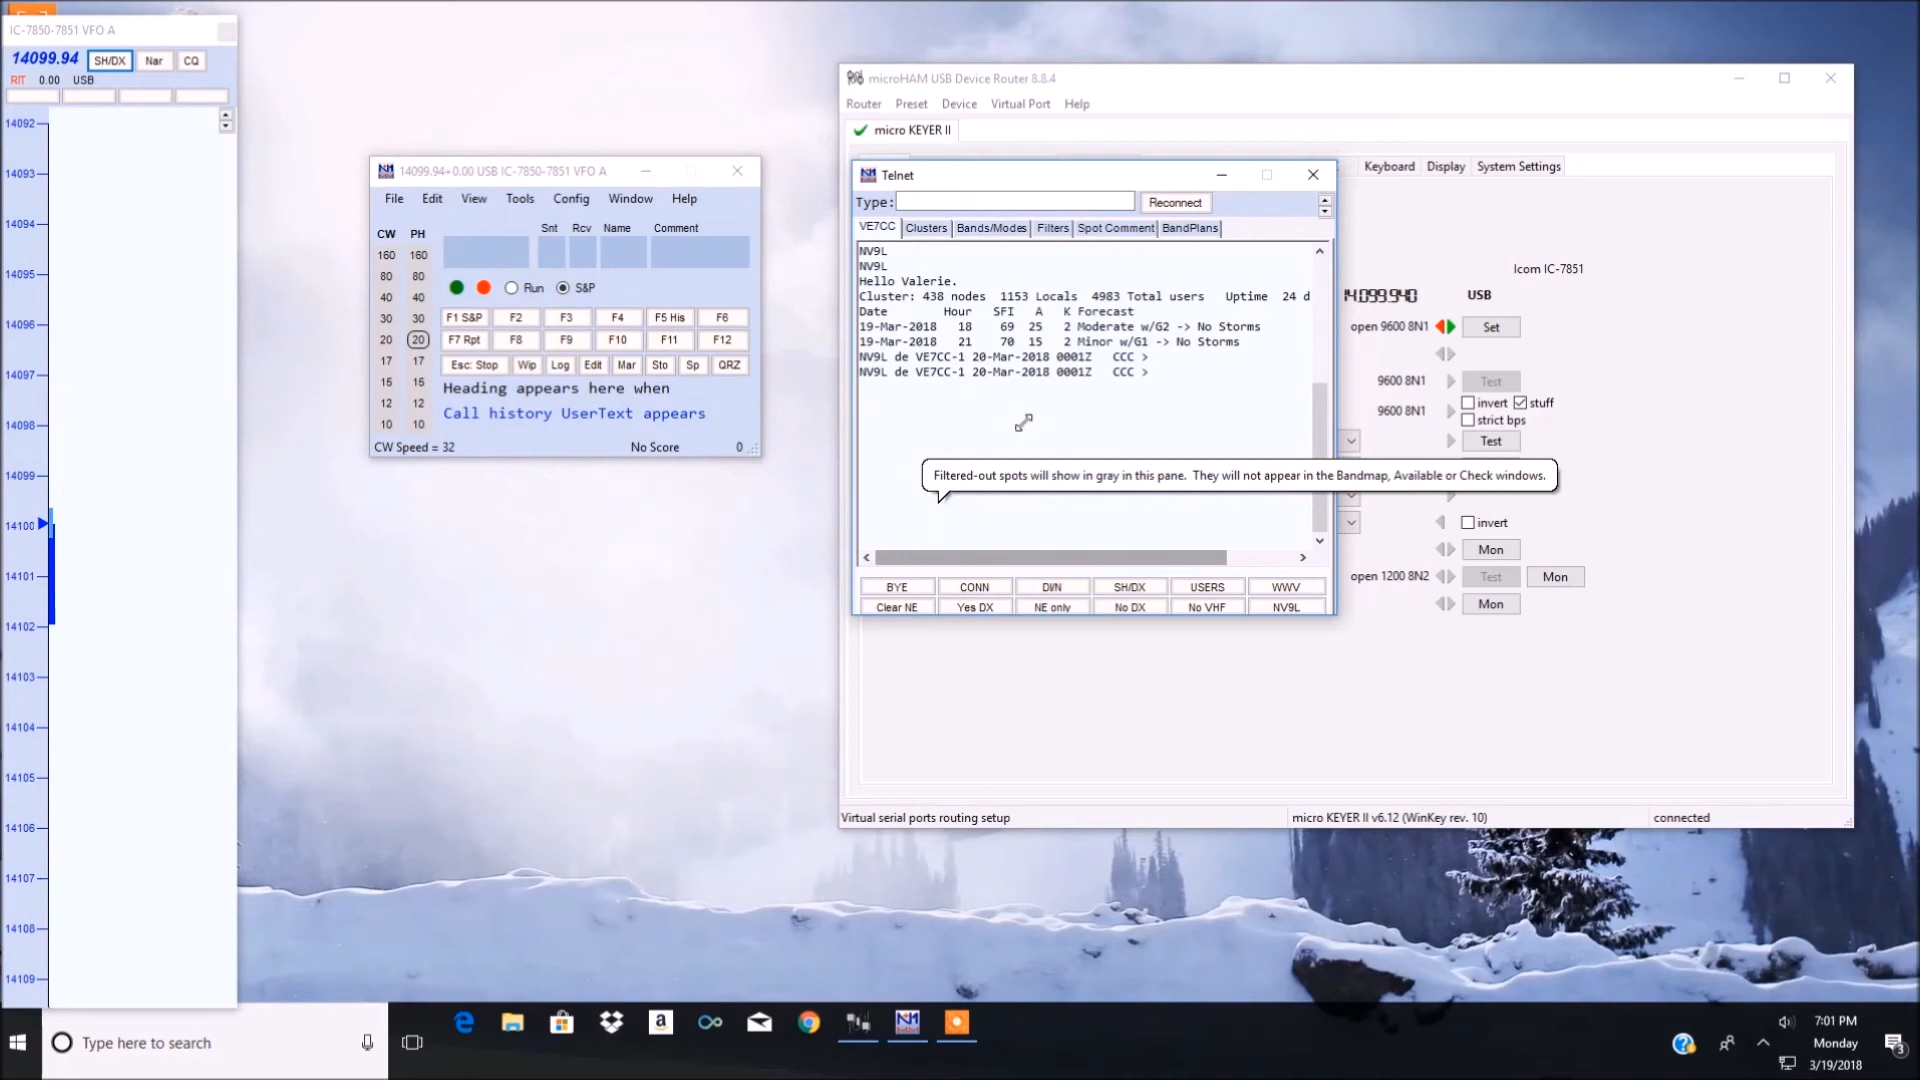 IC-7850-7851 VFO A
14099.94 SH/DX Nar CQ
RIT 0.00 USB
14092
14093
14094
14095
14096
14097
14098
14099
14100
14101
14102
14103
14104
14105
14106
14107
14108
14109
14099.94+0.00 USB IC-7850-7851 VFO A
File Edit View Tools Config Window Help
CW PH Snt Rcv Name Comment
160 160
80 80
40 40
30 30
20 20
17 17
15 15
12 12
10 10
Run S&P
F1 S&P F2 F3 F4 F5 His F6
F7 Rpt F8 F9 F10 F11 F12
Esc: Stop Wip Log Edit Mar Sto Sp QRZ
Heading appears here when
Call history UserText appears
CW Speed = 32 No Score 0
microHAM USB Device Router 8.8.4
Router Preset Device Virtual Port Help
micro KEYER II
Keyboard Display System Settings
Telnet
Type: Reconnect
VE7CC Clusters Bands/Modes Filters Spot Comment BandPlans
NV9L
NV9L
Hello Valerie.
Cluster: 438 nodes 1153 Locals 4983 Total users Uptime 24 d
Date Hour SFI A K Forecast
19-Mar-2018 18 69 25 2 Moderate w/G2 -> No Storms
19-Mar-2018 21 70 15 2 Minor w/G1 -> No Storms
NV9L de VE7CC-1 20-Mar-2018 0001Z CCC >
NV9L de VE7CC-1 20-Mar-2018 0001Z CCC >
Filtered-out spots will show in gray in this pane. They will not appear in the Bandmap, Available or Check windows.
BYE CONN DI/N SH/DX USERS WWV
Clear NE Yes DX NE only No DX No VHF NV9L
Icom IC-7851
14.099.940 USB
open 9600 8N1 Set
9600 8N1 Test
9600 8N1 invert stuff
strict bps
Test
invert
Mon
open 1200 8N2 Test Mon
Mon
Virtual serial ports routing setup micro KEYER II v6.12 (WinKey rev. 10) connected
Type here to search
7:01 PM
Monday
3/19/2018
3